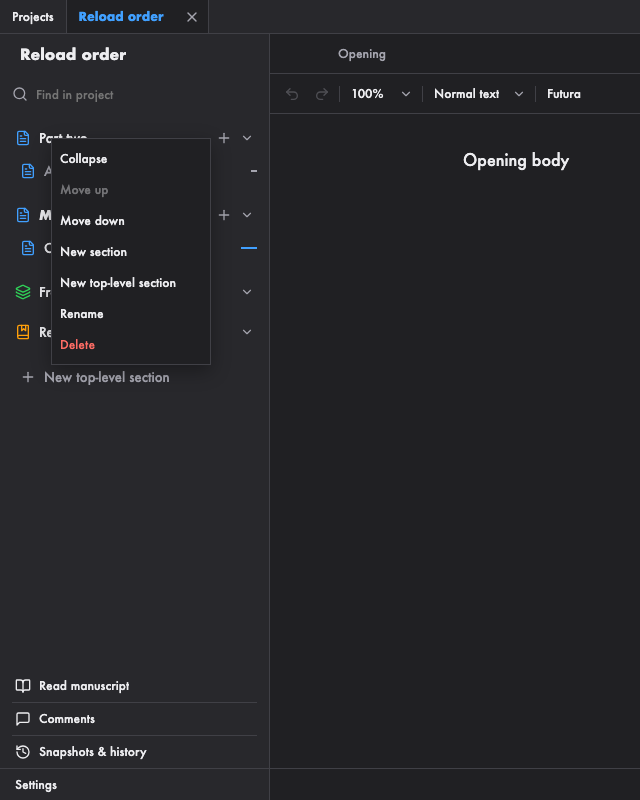 Projects
Reload order
Reload order
Opening
Find in project
100%
Normal text
Futura
Collapse
Move up
Move down
New section
New top-level section
Rename
Delete
New top-level section
Opening body
Read manuscript
Comments
Snapshots & history
Settings